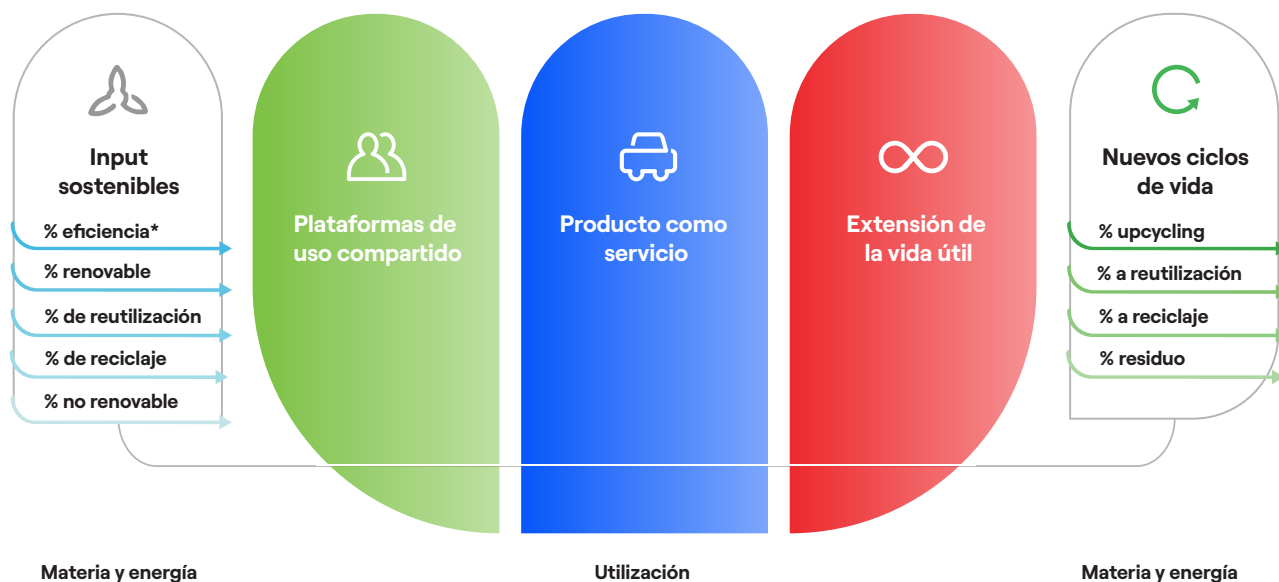 Input
sostenibles
% eficiencia*
% renovable
% de reutilización
% de reciclaje
% no renovable
Plataformas de
uso compartido
Producto como
servicio
Extensión de
la vida útil
Nuevos ciclos
de vida
% upcycling
% a reutilización
% a reciclaje
% residuo
Materia y energía
Utilización
Materia y energía